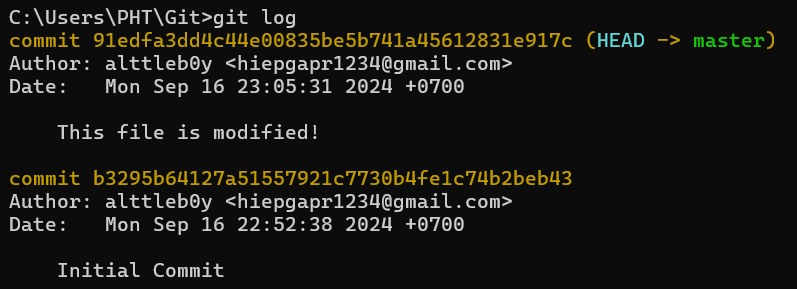 C:\Users\PHT\Git>git log
commit 91edfa3dd4c44e00835be5b741a45612831e917c (HEAD -> master)
Author: alttleb0y <hiepgapr1234@gmail.com>
Date:   Mon Sep 16 23:05:31 2024 +0700
    This file is modified!
commit b3295b64127a51557921c7730b4fe1c74b2beb43
Author: alttleb0y <hiepgapr1234@gmail.com>
Date:   Mon Sep 16 22:52:38 2024 +0700
    Initial Commit